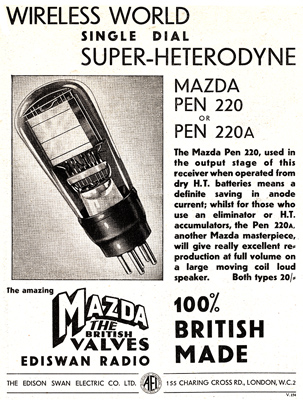 WIRELESS WORLD
SINGLE DIAL
SUPER-HETERODYNE
MAZDA
PEN 220
OR
PEN 220A
The Mazda Pen 220, used in
the output stage of this
receiver when operated from
dry H.T. batteries means a
definite saving in anode
current; whilst for those who
use an eliminator or H.T.
accumulators, the Pen 220A,
another Mazda masterpiece,
will give really excellent re-
production at full volume on
a large moving coil loud
speaker. Both types 20/-
The amazing
MAZDA
THE
BRITISH
VALVES
EDISWAN RADIO
100%
BRITISH
MADE
THE EDISON SWAN ELECTRIC CO. LTD. AEI 155 CHARING CROSS RD., LONDON, W.C.2